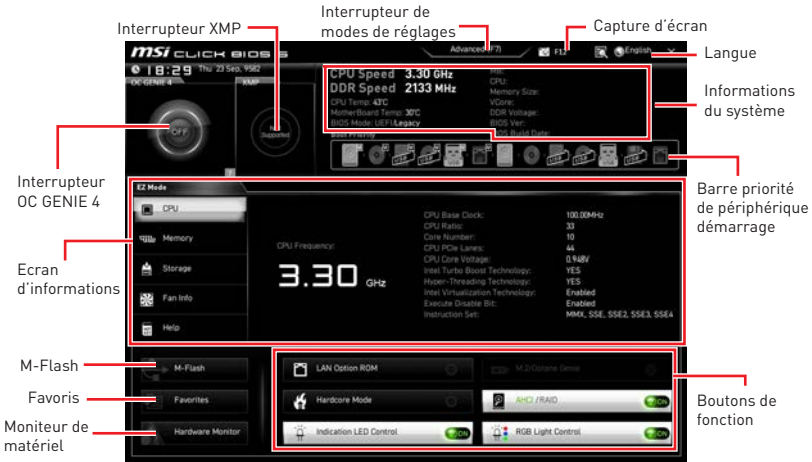 Interrupteur XMP
Interrupteur de
modes de réglages
Capture d'écran
Langue
Informations
du système
Barre priorité
de périphérique
démarrage
Boutons de
fonction
Interrupteur
OC GENIE 4
Ecran
d'informations
M-Flash
Favoris
Moniteur de
matériel
msi CLICK BIOS 5
Advanced (F7)
F12
English
18:29 Thu 23 Sep, 9582
OC GENIE 4
XMP
OFF
Supported
CPU Speed 3.30 GHz
DDR Speed 2133 MHz
CPU Temp: 43°C
MotherBoard Temp: 30°C
BIOS Mode: UEFI/Legacy
Boot Priority
MB:
CPU:
Memory Size:
VCore:
DDR Voltage:
BIOS Ver:
BIOS Build Date:
?
EZ Mode
CPU
Memory
Storage
Fan Info
Help
CPU Frequency:
3.30 GHz
CPU Base Clock: 100.00MHz
CPU Ratio: 33
Core Number: 10
CPU PCIe Lanes: 44
CPU Core Voltage: 0.948V
Intel Turbo Boost Technology: YES
Hyper-Threading Technology: YES
Intel Virtualization Technology: Enabled
Execute Disable Bit: Enabled
Instruction Set: MMX, SSE, SSE2, SSE3, SSE4
M-Flash
Favorites
Hardware Monitor
LAN Option ROM
M.2/Optane Genie
Hardcore Mode
AHCI /RAID
ON
Indication LED Control
ON
RGB Light Control
ON